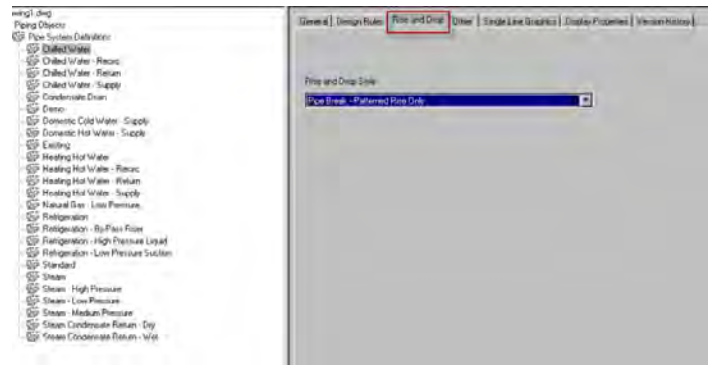 wing1.dwg
Piping Objects
Pipe System Definitions
Chilled Water
Chilled Water - Recirc
Chilled Water - Return
Chilled Water - Supply
Condensate Drain
Demo
Domestic Cold Water - Supply
Domestic Hot Water - Supply
Existing
Heating Hot Water
Heating Hot Water - Recirc
Heating Hot Water - Return
Heating Hot Water - Supply
Natural Gas - Low Pressure
Refrigeration
Refrigeration - By-Pass Riser
Refrigeration - High Pressure Liquid
Refrigeration - Low Pressure Suction
Standard
Steam
Steam - High Pressure
Steam - Low Pressure
Steam - Medium Pressure
Steam Condensate Return - Dry
Steam Condensate Return - Wet
General Design Rules Rise and Drop Other Single Line Graphics Display Properties Version History
Rise and Drop Style:
Pipe Break - Patterned Rise Only